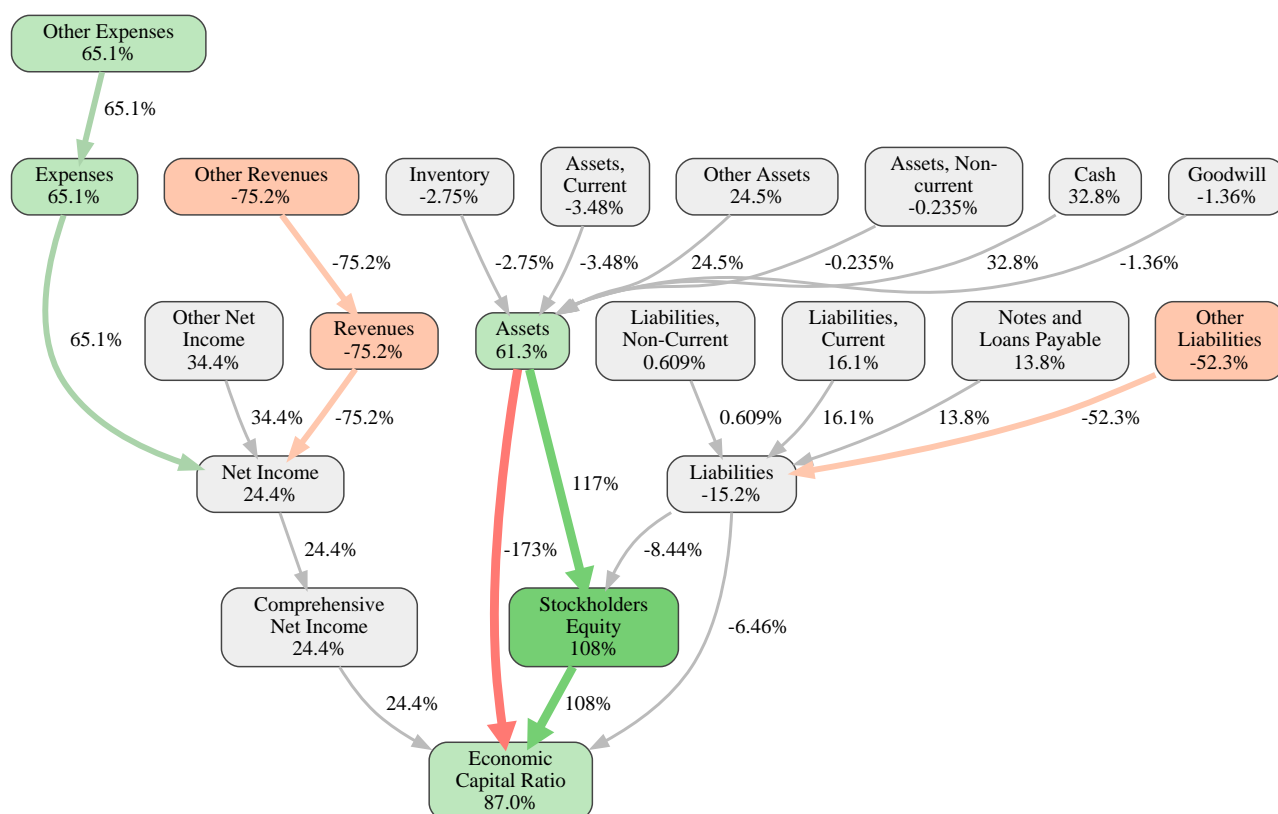 Other Expenses
65.1%
65.1%
Expenses
65.1%
Other Revenues
-75.2%
Inventory
-2.75%
Assets,
Current
-3.48%
Other Assets
24.5%
Assets, Non-
current
-0.235%
Cash
32.8%
Goodwill
-1.36%
-75.2%
-2.75%
-3.48%
24.5%
-0.235%
32.8%
-1.36%
65.1%
Other Net
Income
34.4%
Revenues
-75.2%
Assets
61.3%
Liabilities,
Non-Current
0.609%
Liabilities,
Current
16.1%
Notes and
Loans Payable
13.8%
Other
Liabilities
-52.3%
34.4%
-75.2%
0.609%
16.1%
13.8%
-52.3%
Net Income
24.4%
117%
Liabilities
-15.2%
24.4%
-173%
-8.44%
Comprehensive
Net Income
24.4%
Stockholders
Equity
108%
-6.46%
24.4%
108%
Economic
Capital Ratio
87.0%